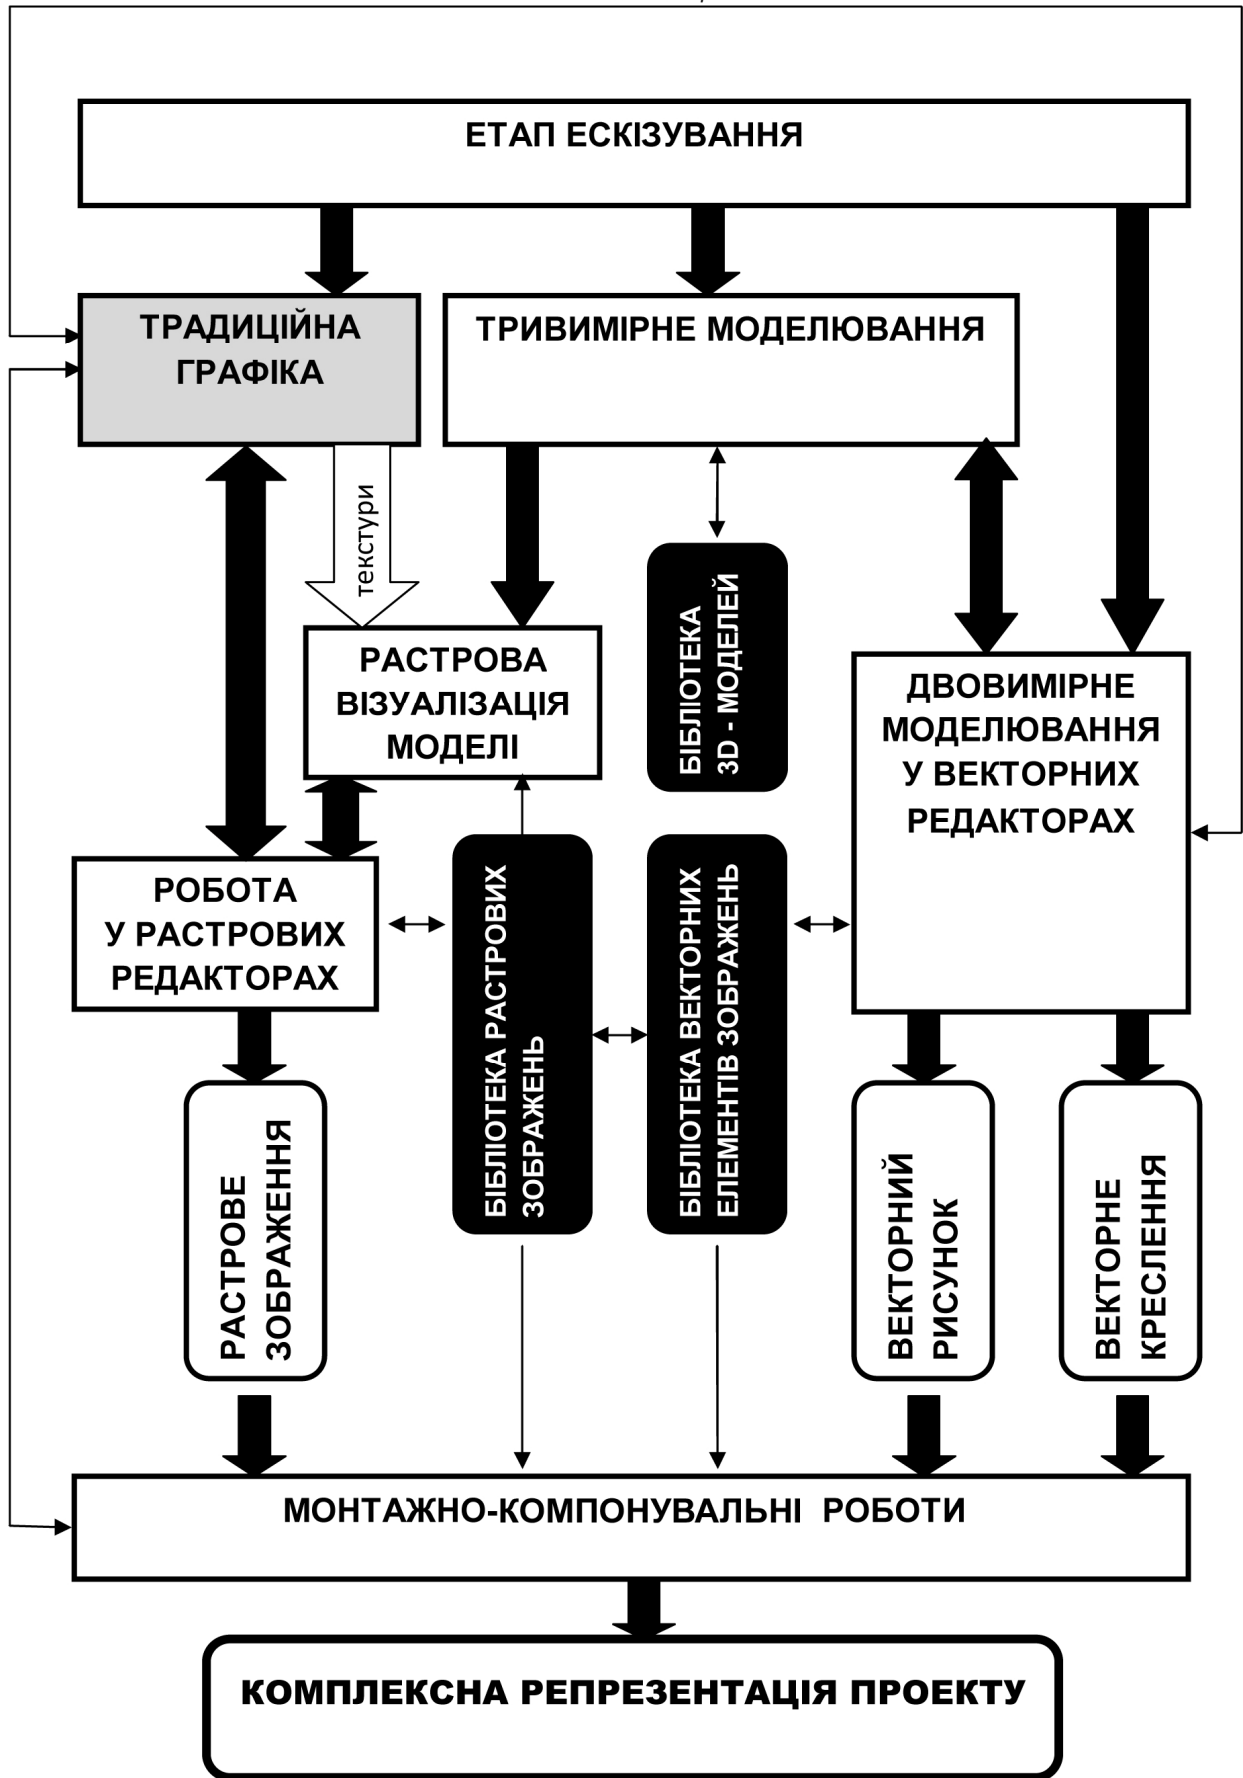 ЕТАП ЕСКІЗУВАННЯ
ТРАДИЦІЙНА
ГРАФІКА
ТРИВИМІРНЕ МОДЕЛЮВАННЯ
текстури
РАСТРОВА
ВІЗУАЛІЗАЦІЯ
МОДЕЛІ
БІБЛІОТЕКА
3D - МОДЕЛЕЙ
ДВОВИМІРНЕ
МОДЕЛЮВАННЯ
У ВЕКТОРНИХ
РЕДАКТОРАХ
РОБОТА
У РАСТРОВИХ
РЕДАКТОРАХ
БІБЛІОТЕКА РАСТРОВИХ
ЗОБРАЖЕНЬ
БІБЛІОТЕКА ВЕКТОРНИХ
ЕЛЕМЕНТІВ ЗОБРАЖЕНЬ
РАСТРОВЕ
ЗОБРАЖЕННЯ
ВЕКТОРНИЙ
РИСУНОК
ВЕКТОРНЕ
КРЕСЛЕННЯ
МОНТАЖНО-КОМПОНУВАЛЬНІ РОБОТИ
КОМПЛЕКСНА РЕПРЕЗЕНТАЦІЯ ПРОЕКТУ